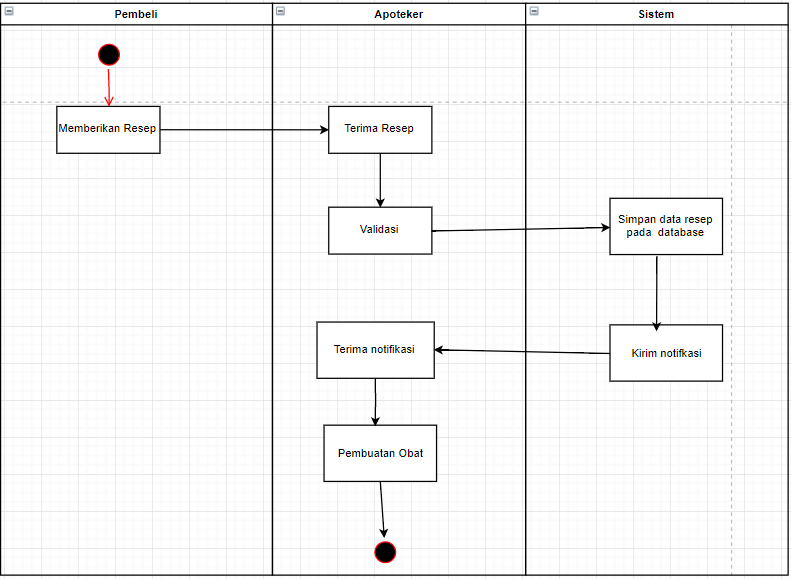 Pembeli
Apoteker
Sistem
Memberikan Resep
Terima Resep
Validasi
Simpan data resep
pada database
Terima notifikasi
Kirim notifkasi
Pembuatan Obat